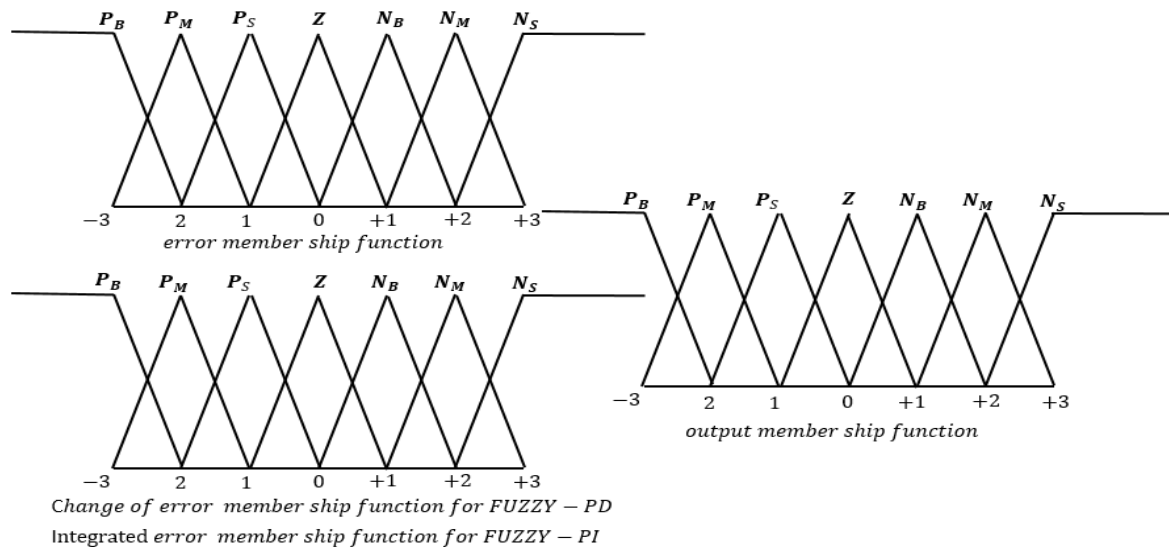 P_B P_M P_S Z N_B N_M N_S
−3 2 1 0 +1 +2 +3
error member ship function
P_B P_M P_S Z N_B N_M N_S
−3 2 1 0 +1 +2 +3
Change of error member ship function for FUZZY − PD
Integrated error member ship function for FUZZY − PI
P_B P_M P_S Z N_B N_M N_S
−3 2 1 0 +1 +2 +3
output member ship function